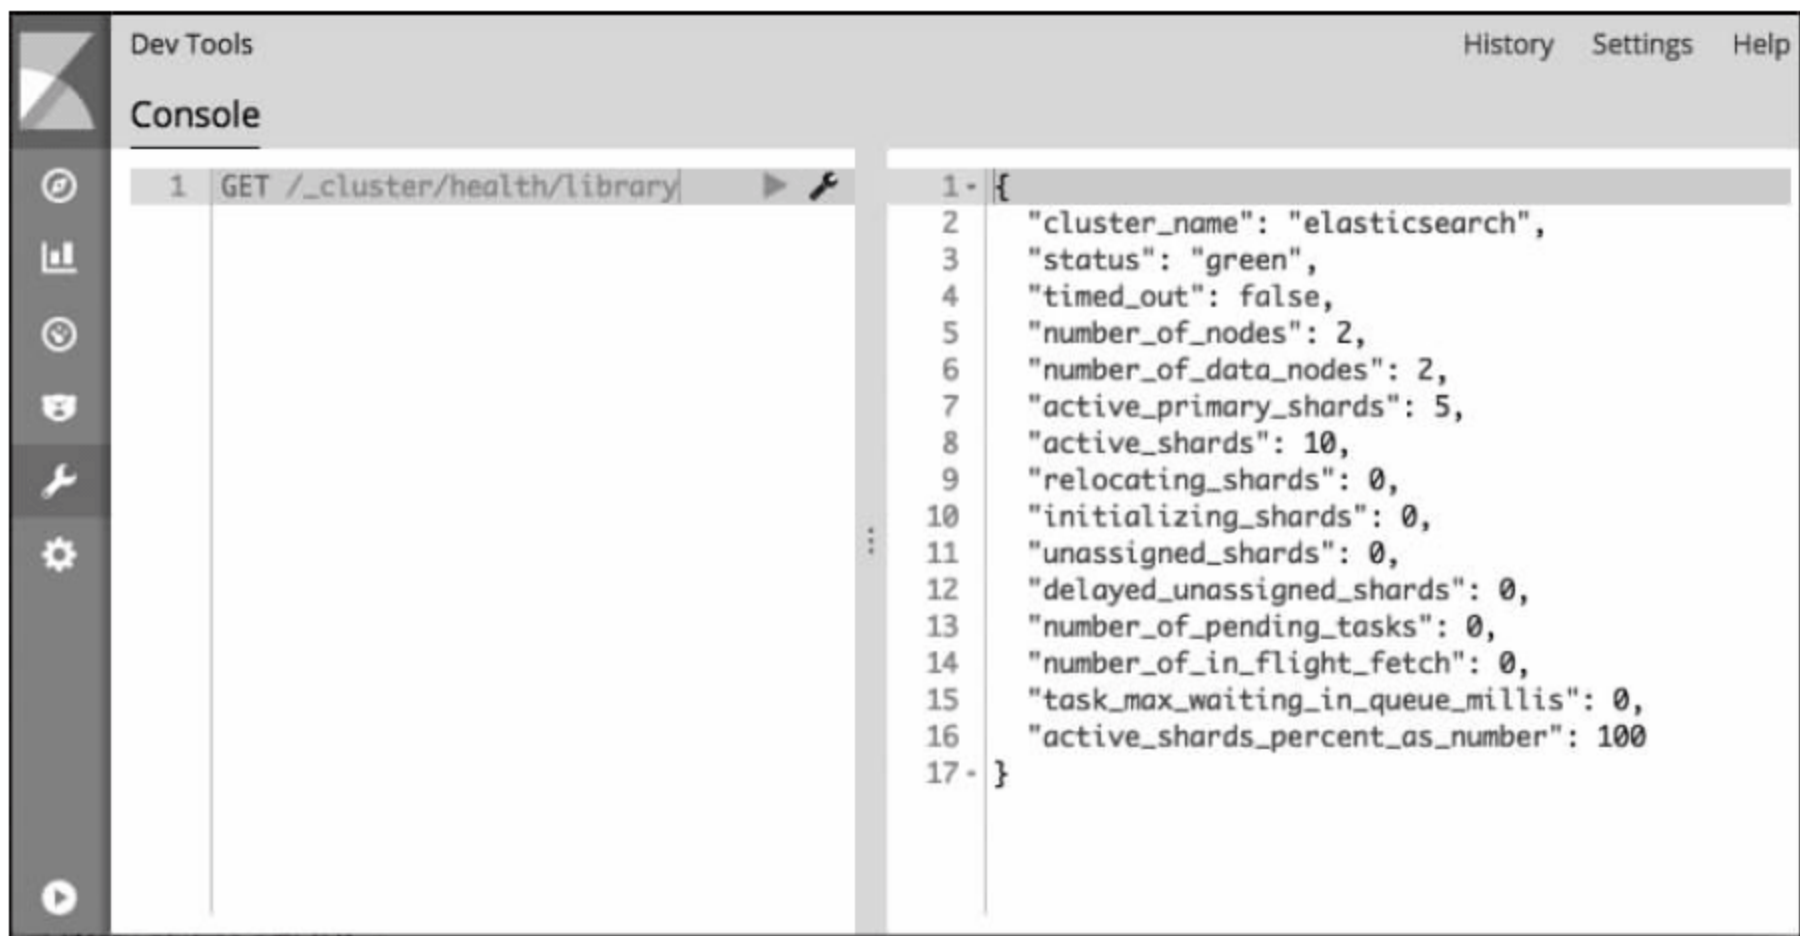 Dev Tools
History Settings Help
Console
1 GET /_cluster/health/library
1 {
2 "cluster_name": "elasticsearch",
3 "status": "green",
4 "timed_out": false,
5 "number_of_nodes": 2,
6 "number_of_data_nodes": 2,
7 "active_primary_shards": 5,
8 "active_shards": 10,
9 "relocating_shards": 0,
10 "initializing_shards": 0,
11 "unassigned_shards": 0,
12 "delayed_unassigned_shards": 0,
13 "number_of_pending_tasks": 0,
14 "number_of_in_flight_fetch": 0,
15 "task_max_waiting_in_queue_millis": 0,
16 "active_shards_percent_as_number": 100
17 }